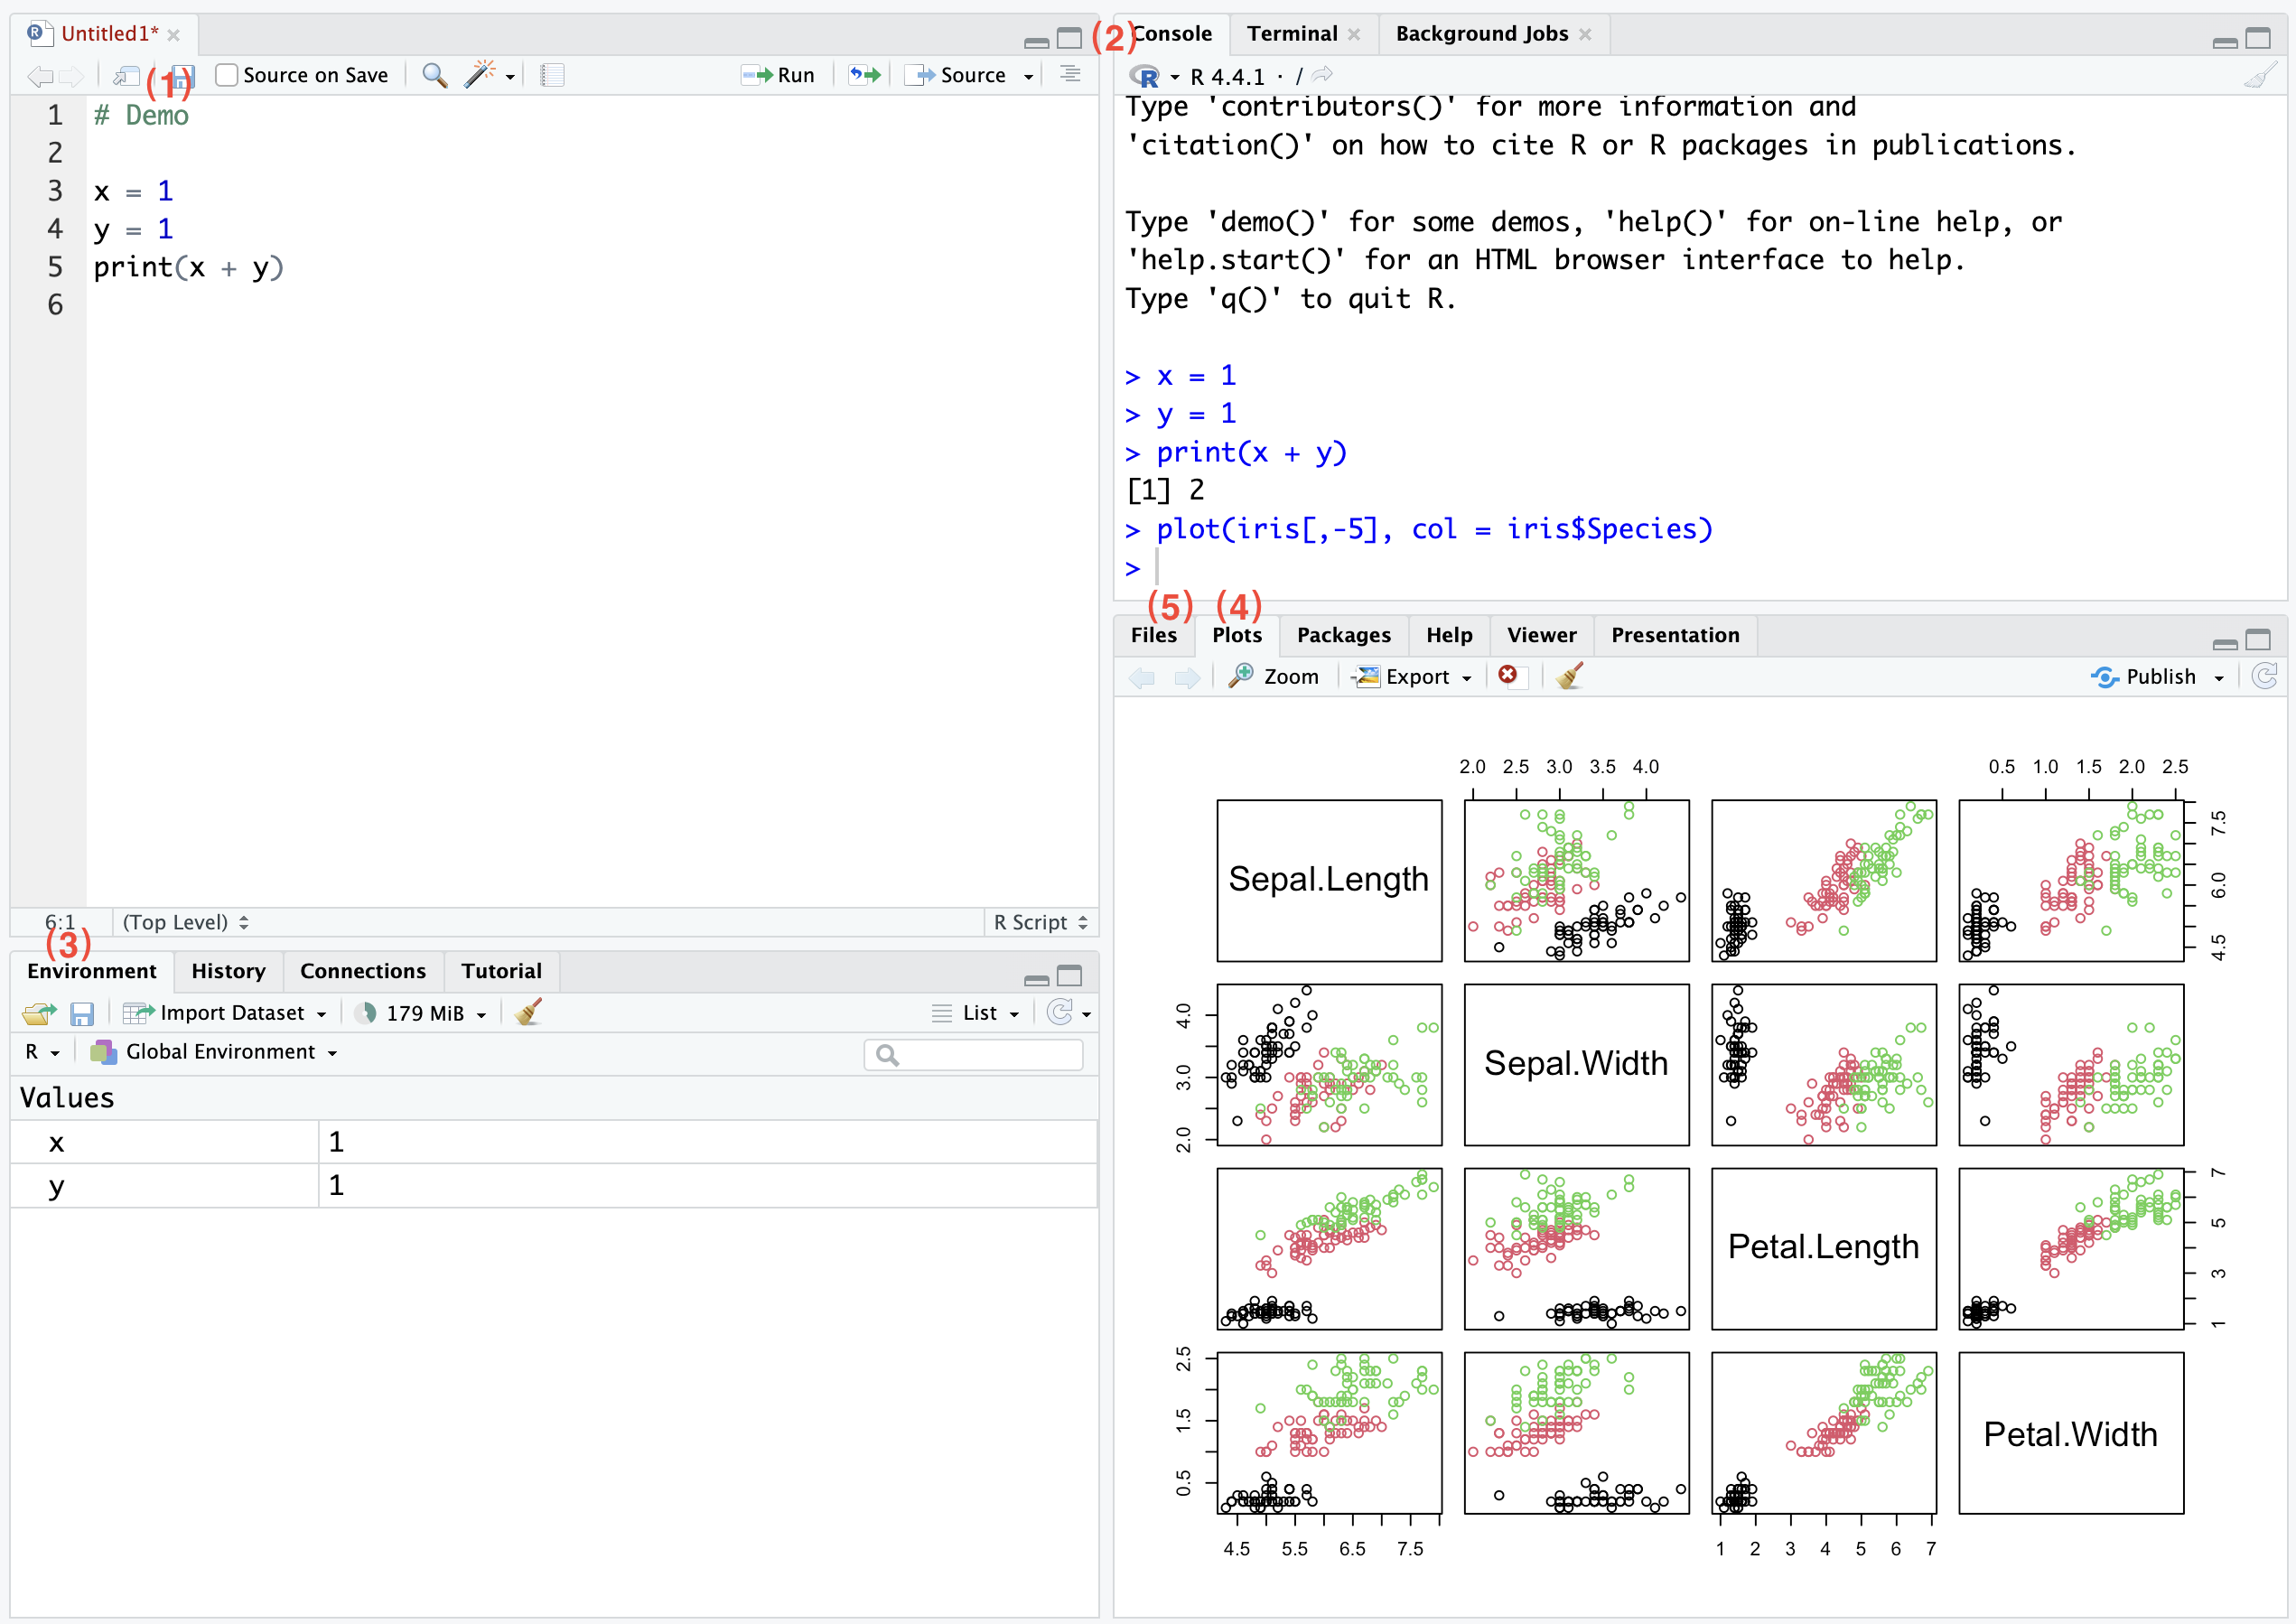 Untitled1*
(1)
Source on Save
Run
Source
1 # Demo
2
3 x = 1
4 y = 1
5 print(x + y)
6
6:1 (Top Level) R Script
(3)
Environment History Connections Tutorial
Import Dataset 179 MiB List
R Global Environment
Values
x 1
y 1
(2)
Console Terminal Background Jobs
R 4.4.1 · /
Type 'contributors()' for more information and
'citation()' on how to cite R or R packages in publications.
Type 'demo()' for some demos, 'help()' for on-line help, or
'help.start()' for an HTML browser interface to help.
Type 'q()' to quit R.
> x = 1
> y = 1
> print(x + y)
[1] 2
> plot(iris[,-5], col = iris$Species)
>
(5) (4)
Files Plots Packages Help Viewer Presentation
Zoom Export Publish
2.0 2.5 3.0 3.5 4.0
0.5 1.0 1.5 2.0 2.5
Sepal.Length
4.5 6.0 7.5
2.0 3.0 4.0
Sepal.Width
Petal.Length
1 3 5 7
0.5 1.5 2.5
Petal.Width
4.5 5.5 6.5 7.5
1 2 3 4 5 6 7